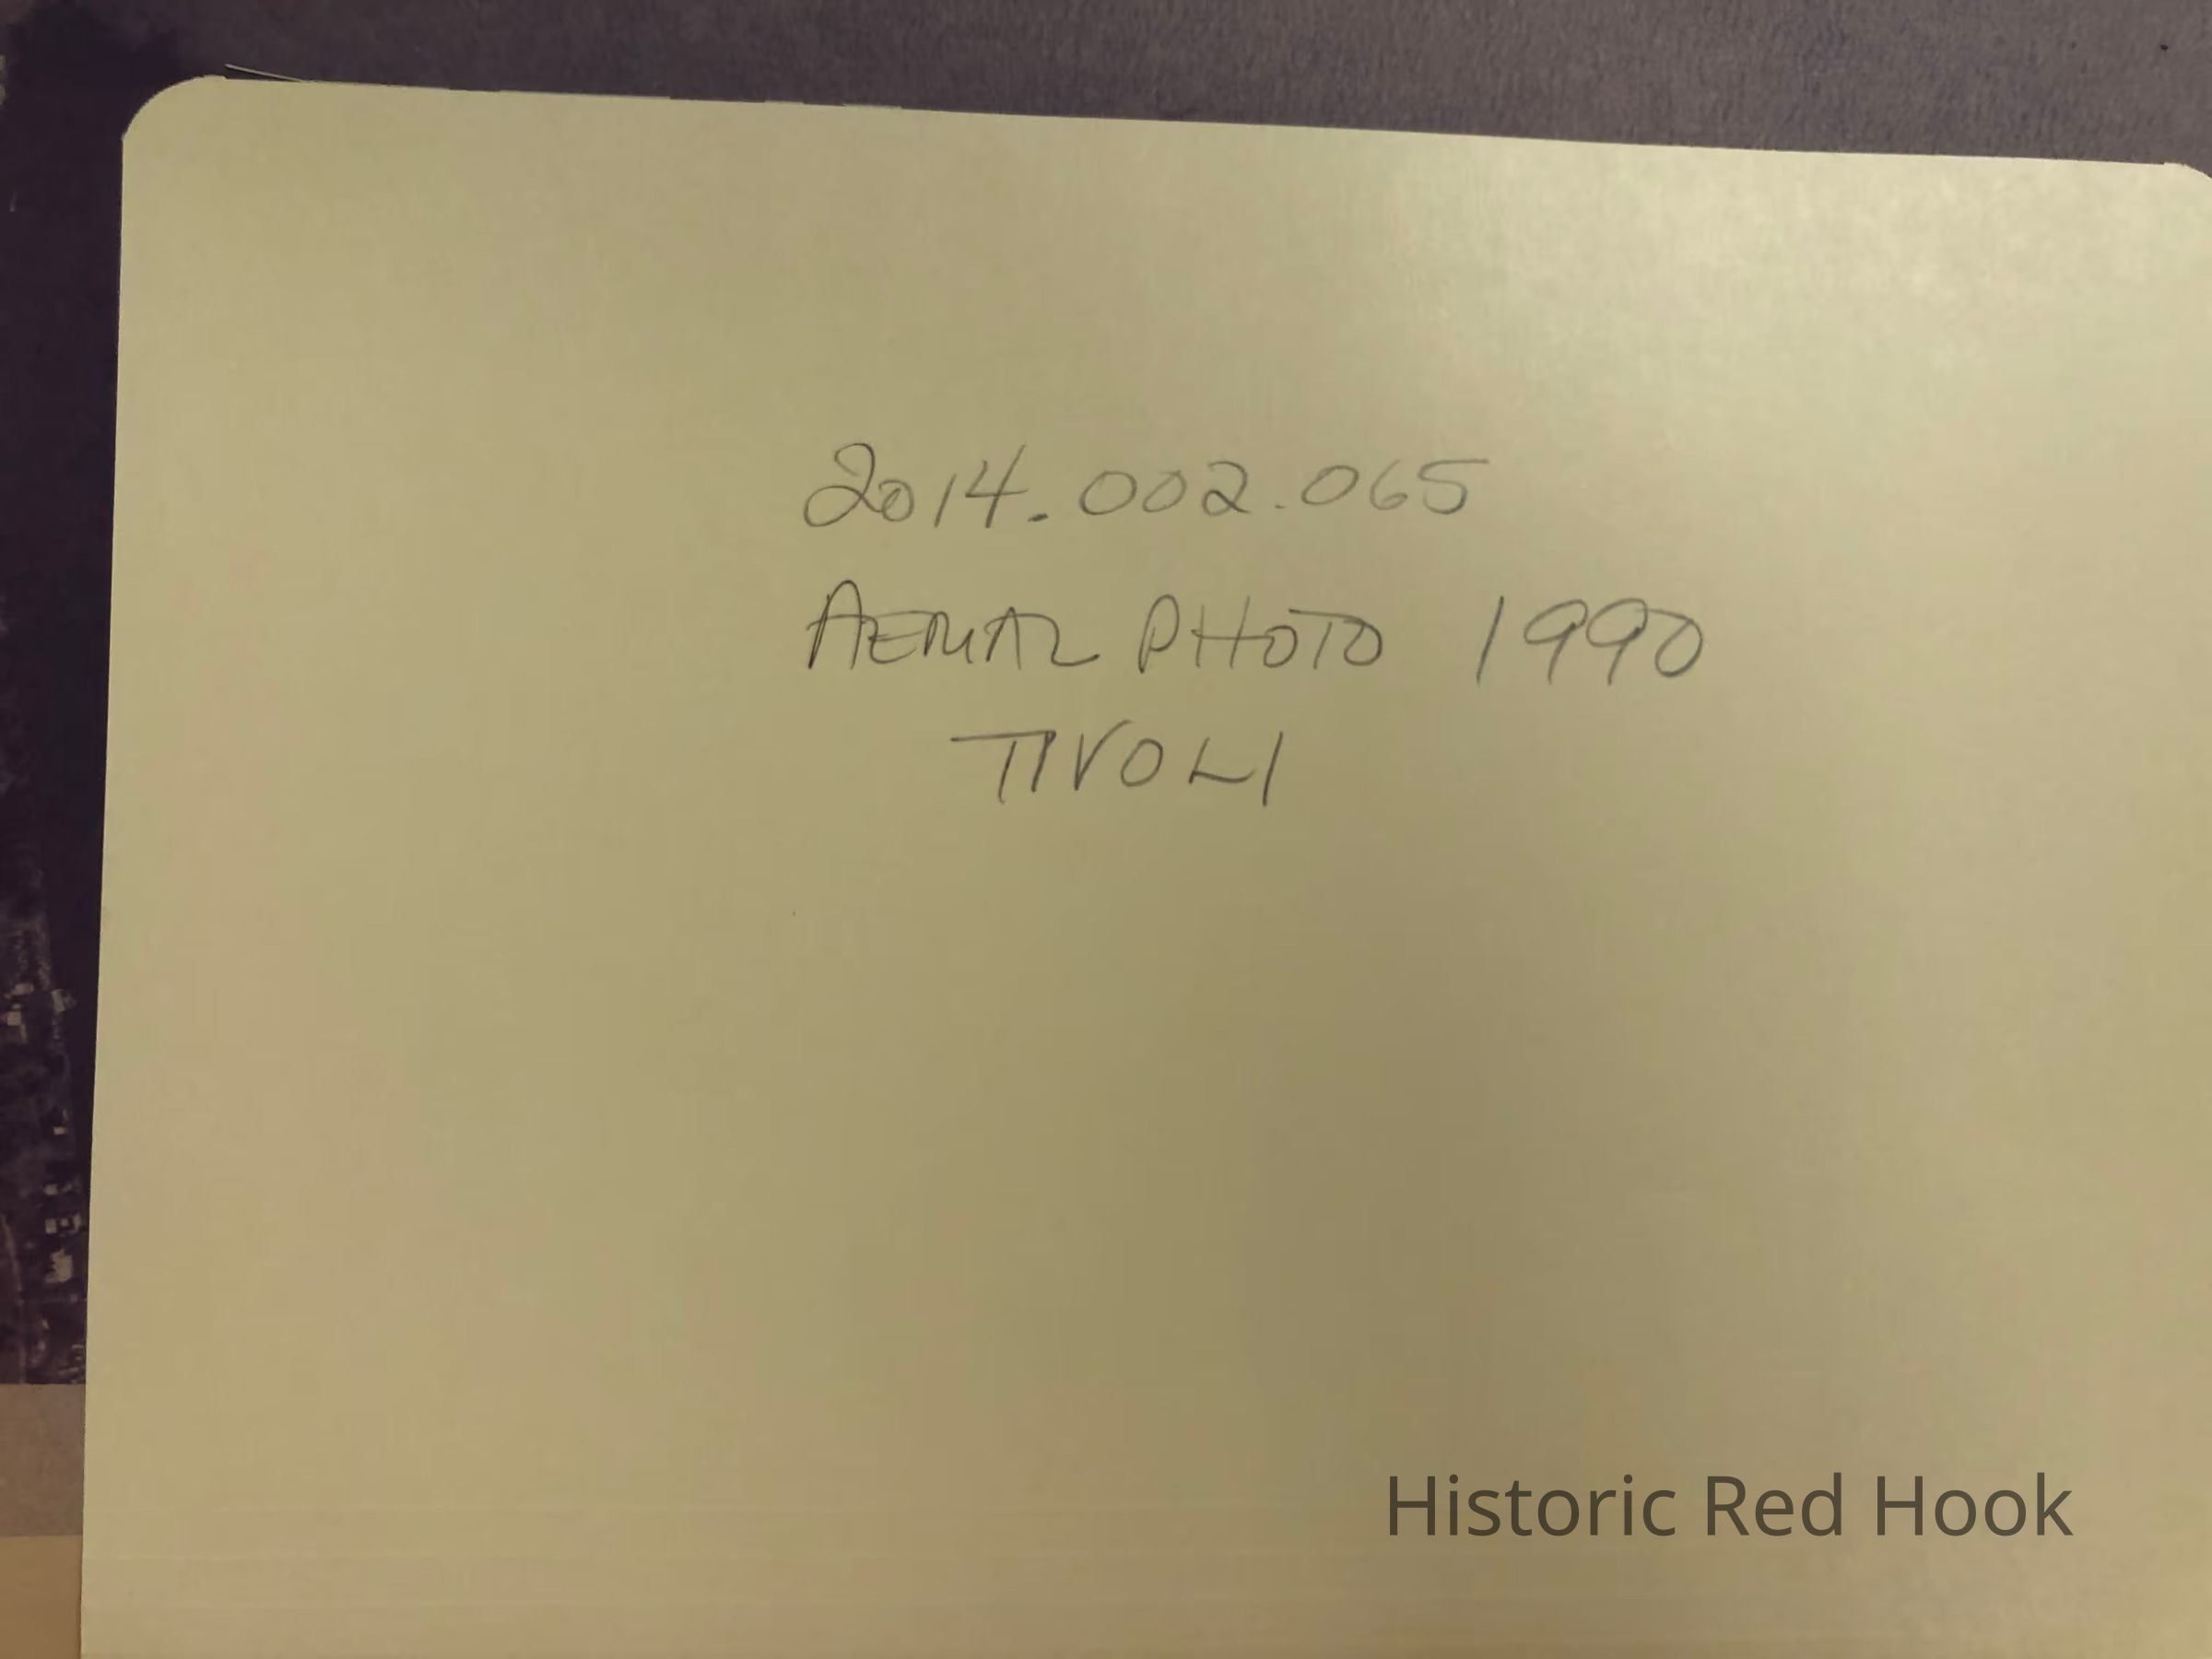 2014.002.065
AERIAL PHOTO 1990
TIVOLI
Historic Red Hook